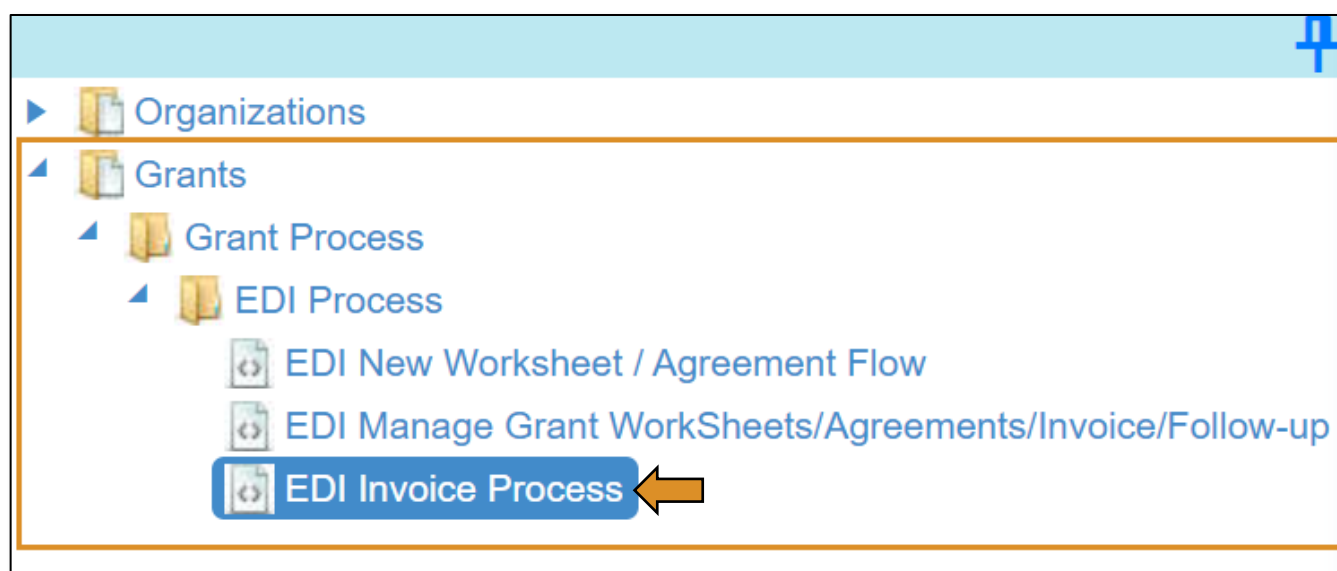 Organizations
Grants
Grant Process
EDI Process
EDI New Worksheet / Agreement Flow
EDI Manage Grant WorkSheets/Agreements/Invoice/Follow-up
EDI Invoice Process